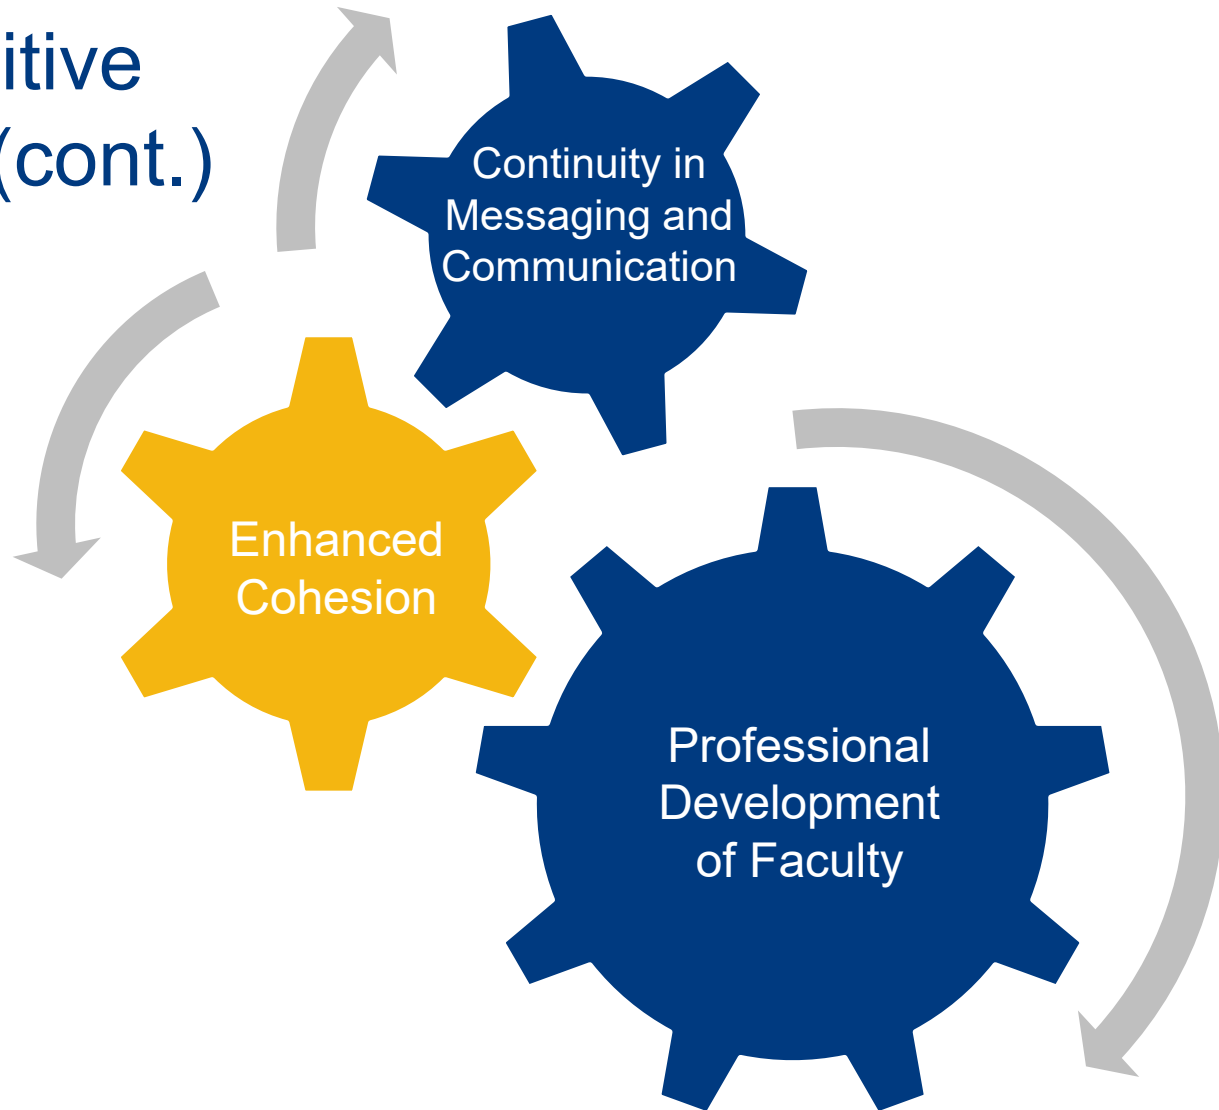 itive
(cont.)
Continuity in
Messaging and
Communication
Enhanced
Cohesion
Professional
Development
of Faculty